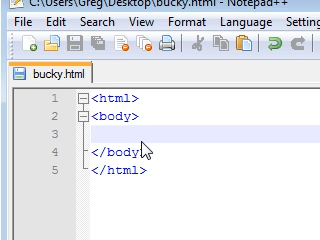 C:\Users\Greg\Desktop\bucky.html - Notepad++
File Edit Search View Format Language Settin
bucky.html
1 <html>
2 <body>
3
4 </body>
5 </html>